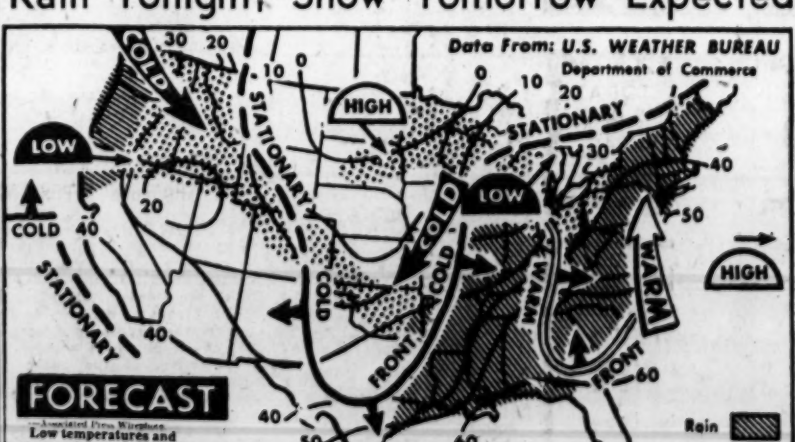 Rain Tonight, Snow Tomorrow Expected
Data From: U.S. WEATHER BUREAU
Department of Commerce
COLD
30
20
10
0
HIGH
0
10
20
STATIONARY
STATIONARY
30
40
50
LOW
LOW
COLD
20
40
COLD
STATIONARY
COLD
COLD
WARM
WARM
HIGH
40
FRONT
FRONT
60
FORECAST
Associated Press Wirephoto
Low temperatures and
40
50
60
Rain